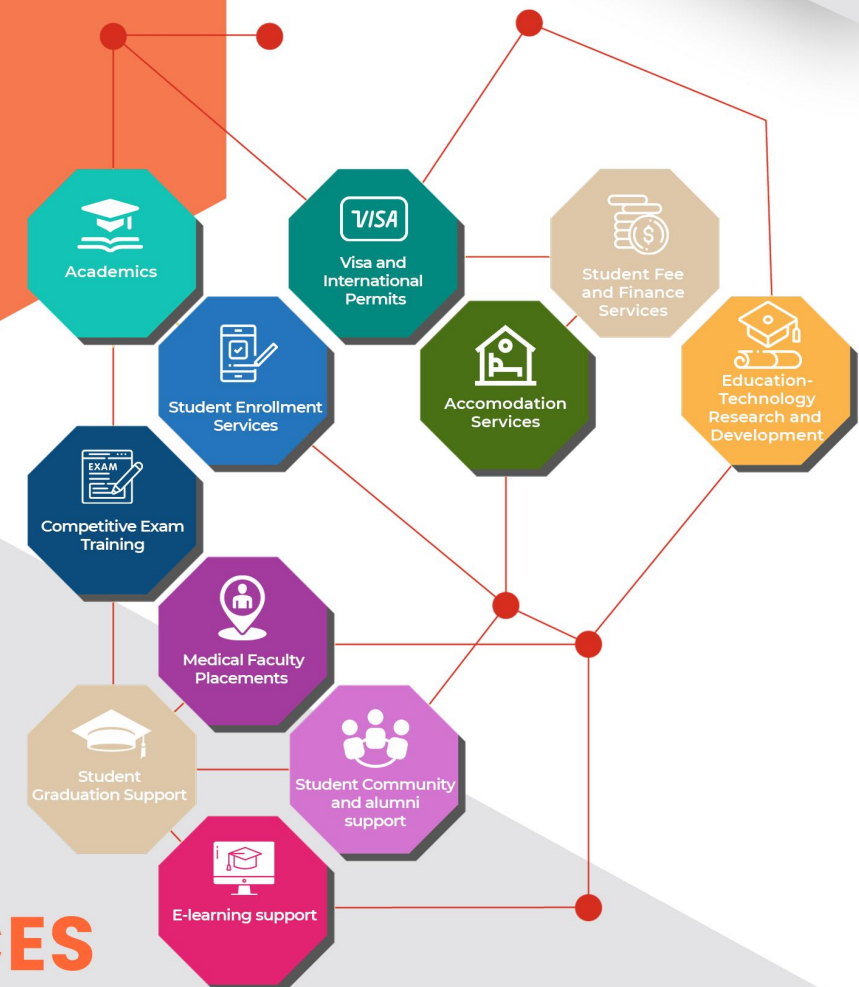 Academics
VISA
Visa and
International
Permits
Student Fee
and Finance
Services
Student Enrollment
Services
Accomodation
Services
Education-
Technology
Research and
Development
EXAM
Competitive Exam
Training
Medical Faculty
Placements
Student
Graduation Support
Student Community
and alumni
support
E-learning support
CES